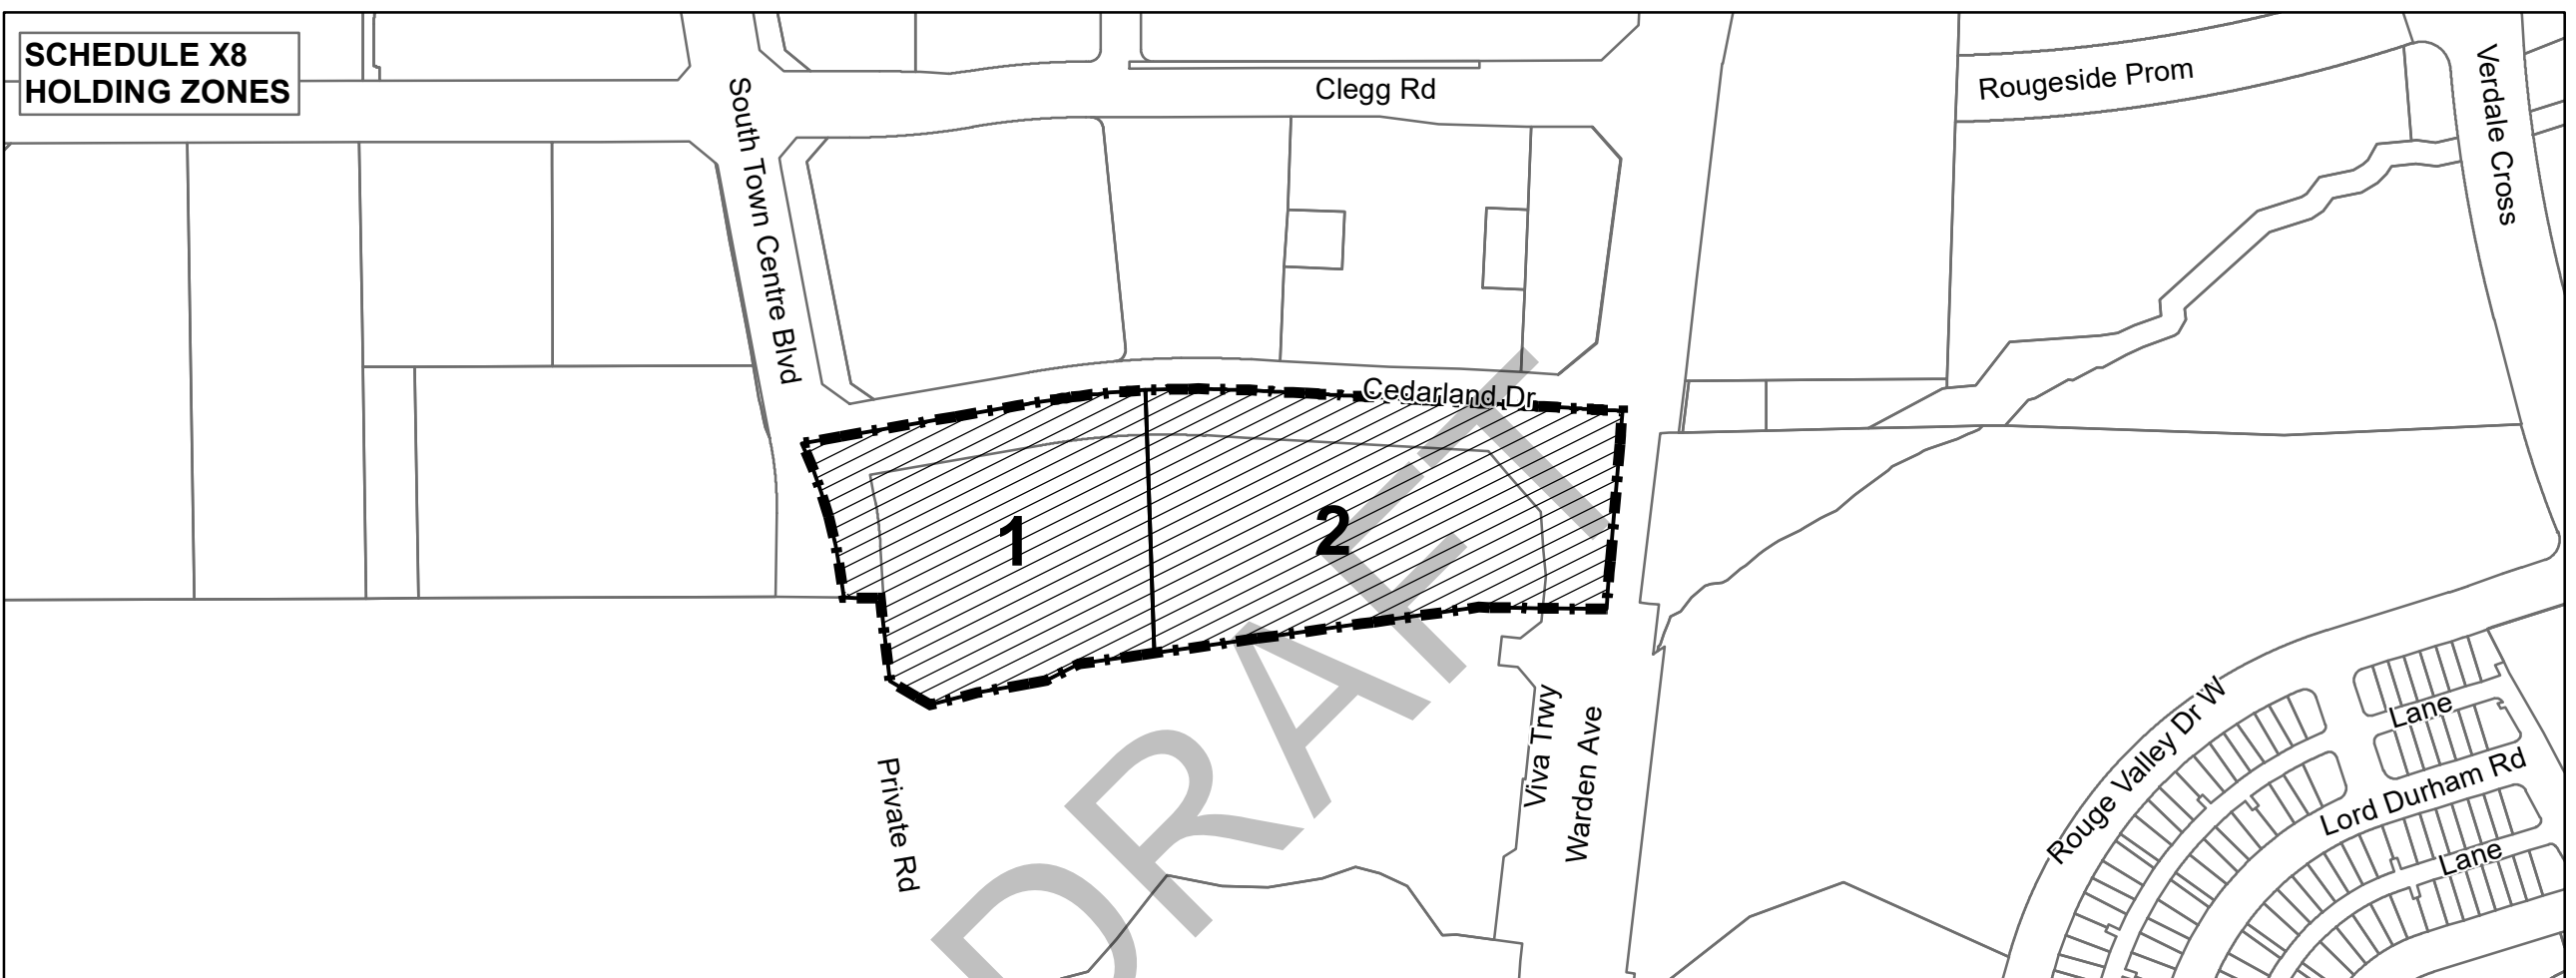 SCHEDULE X8
HOLDING ZONES
Clegg Rd
Rougeside Prom
Verdale Cross
South Town Centre Blvd
Cedarland Dr
1
2
DRAFT
Private Rd
Viva Trwy
Warden Ave
Rouge Valley Dr W
Lane
Lord Durham Rd
Lane